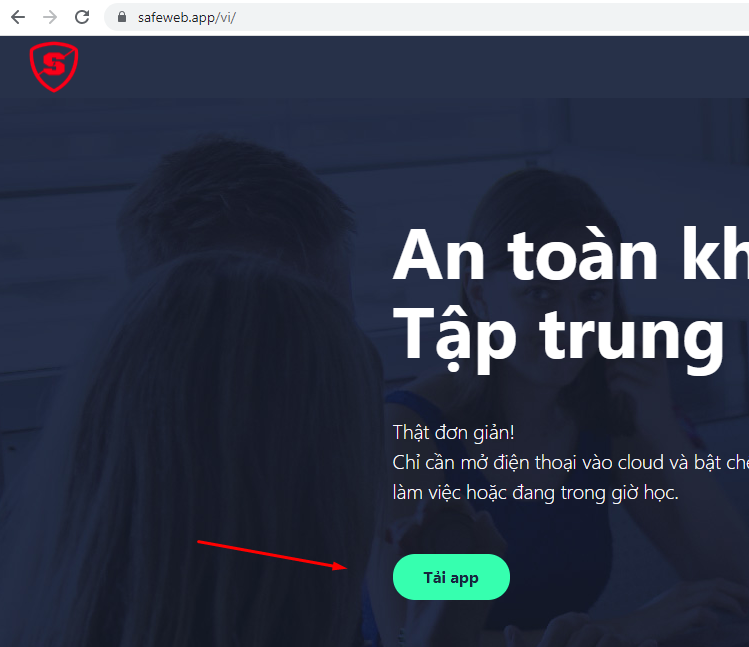 safeweb.app/vi/
S
An toàn kh
Tập trung
Thật đơn giản!
Chỉ cần mở điện thoại vào cloud và bật chế
làm việc hoặc đang trong giờ học.
Tải app